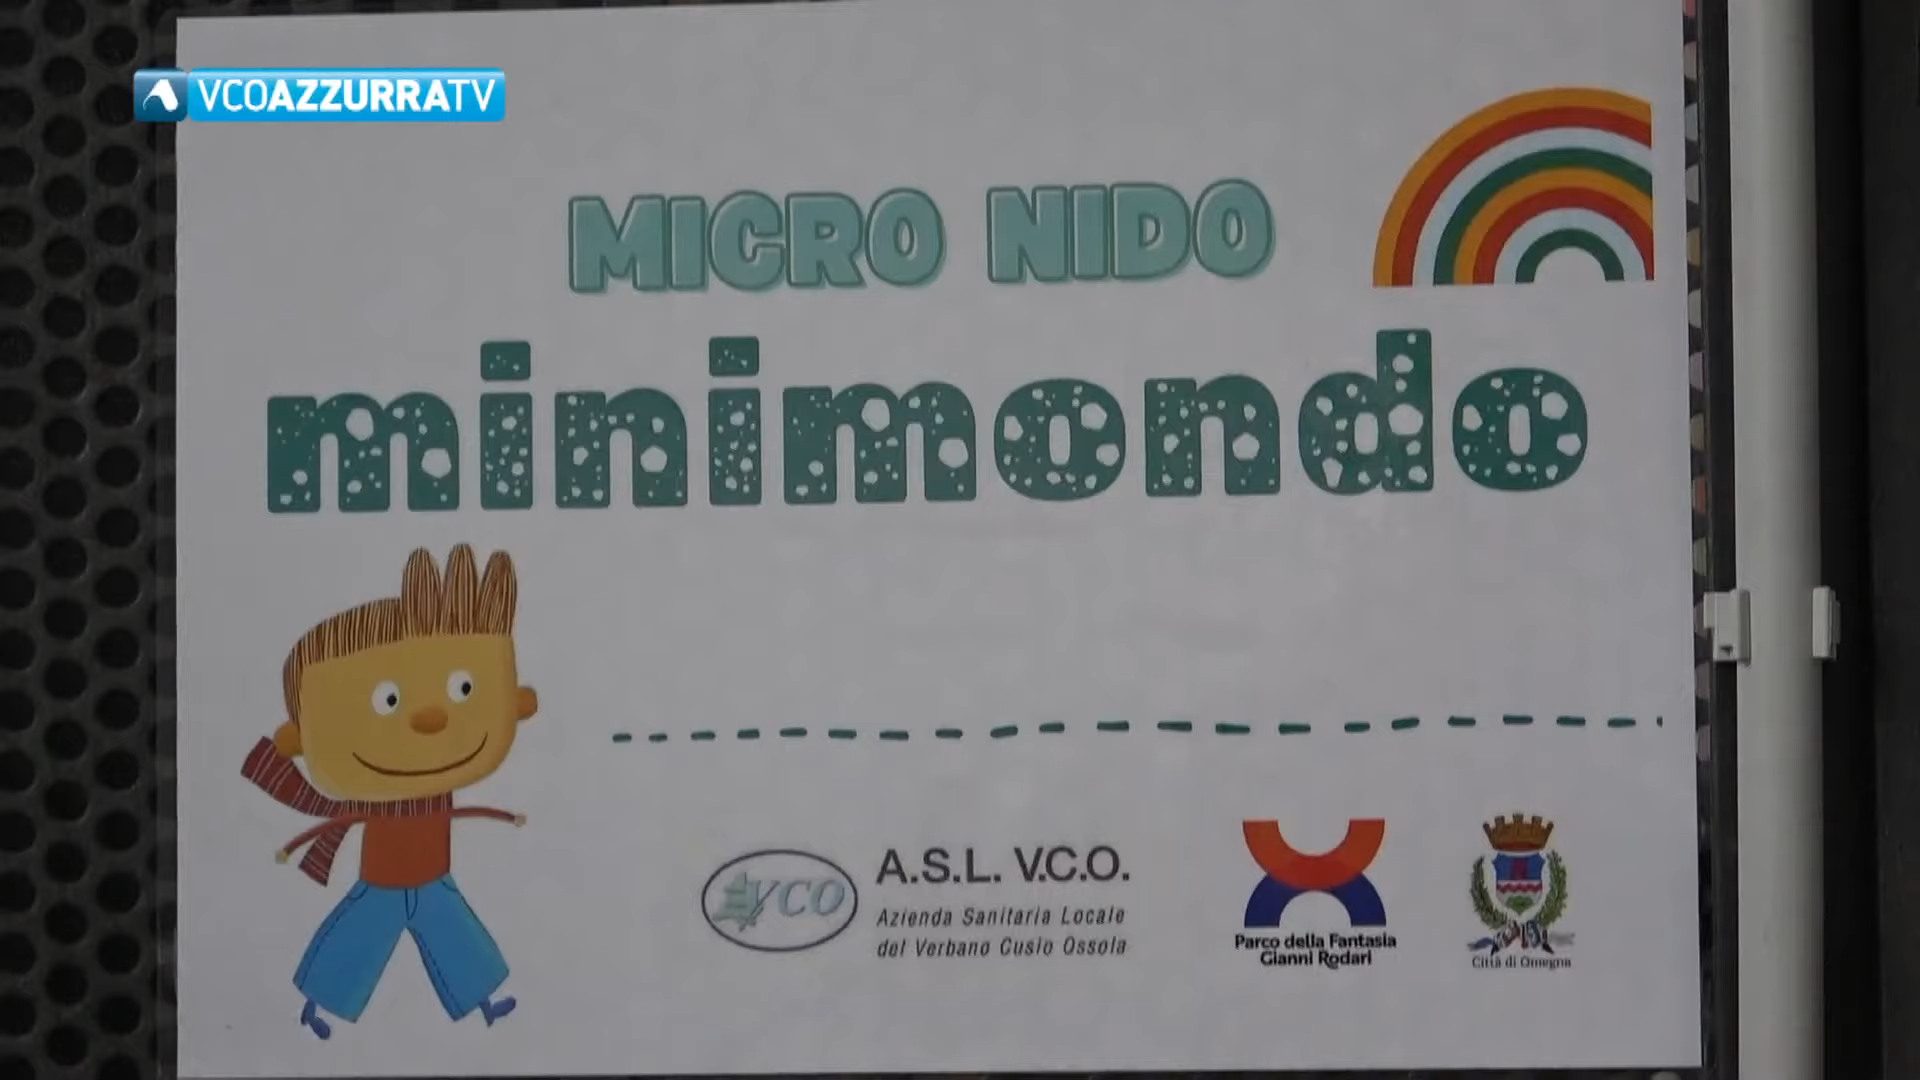 VCOAZZURRATV
MICRO NIDO
minimondo
VCO
A.S.L. V.C.O.
Azienda Sanitaria Locale
del Verbano Cusio Ossola
Parco della Fantasia
Gianni Rodari
Città di Omegna